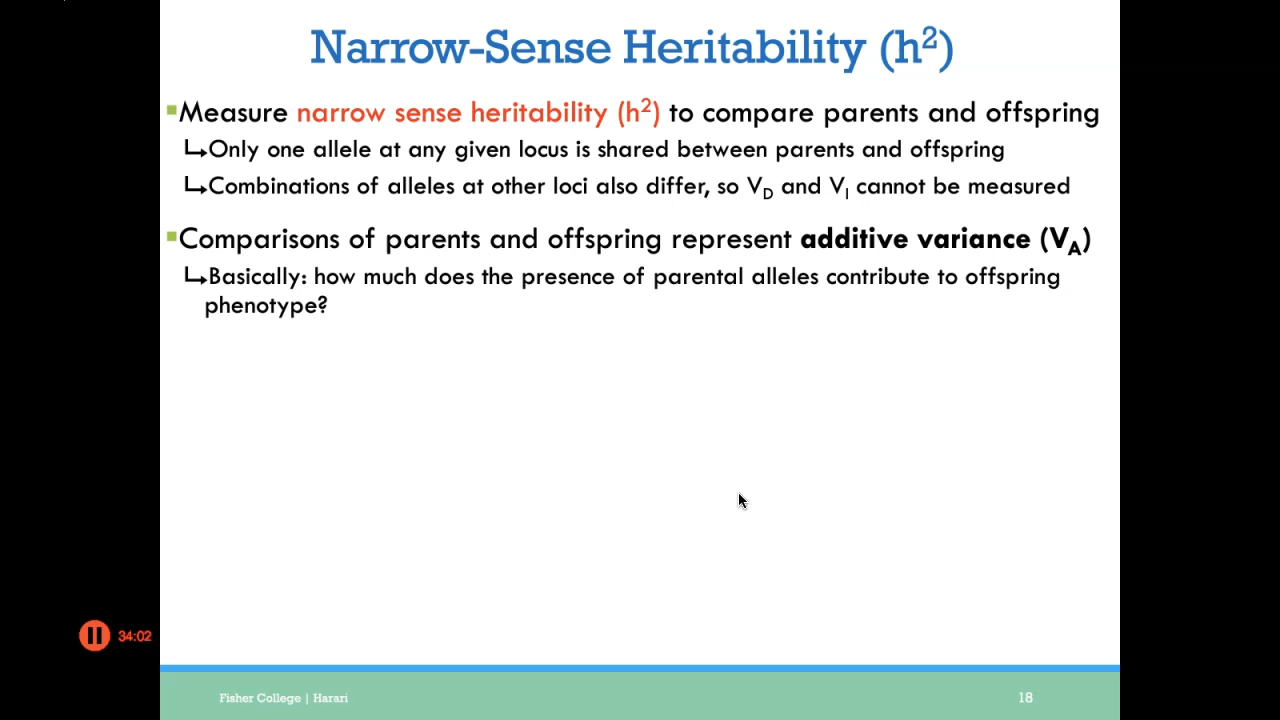 Narrow-Sense Heritability (h²)
Measure narrow sense heritability (h²) to compare parents and offspring
Only one allele at any given locus is shared between parents and offspring
Combinations of alleles at other loci also differ, so V_D and V_I cannot be measured
Comparisons of parents and offspring represent additive variance (V_A)
Basically: how much does the presence of parental alleles contribute to offspring
phenotype?
34:02
Fisher College | Harari
18